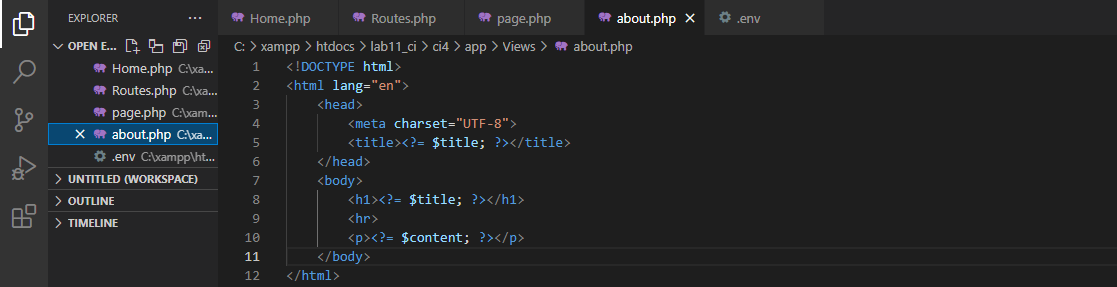 EXPLORER ...
OPEN E...
Home.php C:\xa...
Routes.php C:\xa...
page.php C:\xam...
about.php C:\xa...
.env C:\xampp\ht...
UNTITLED (WORKSPACE)
OUTLINE
TIMELINE
Home.php Routes.php page.php about.php .env
C: > xampp > htdocs > lab11_ci > ci4 > app > Views > about.php
1 <!DOCTYPE html>
2 <html lang="en">
3 <head>
4 <meta charset="UTF-8">
5 <title><?= $title; ?></title>
6 </head>
7 <body>
8 <h1><?= $title; ?></h1>
9 <hr>
10 <p><?= $content; ?></p>
11 </body>
12 </html>